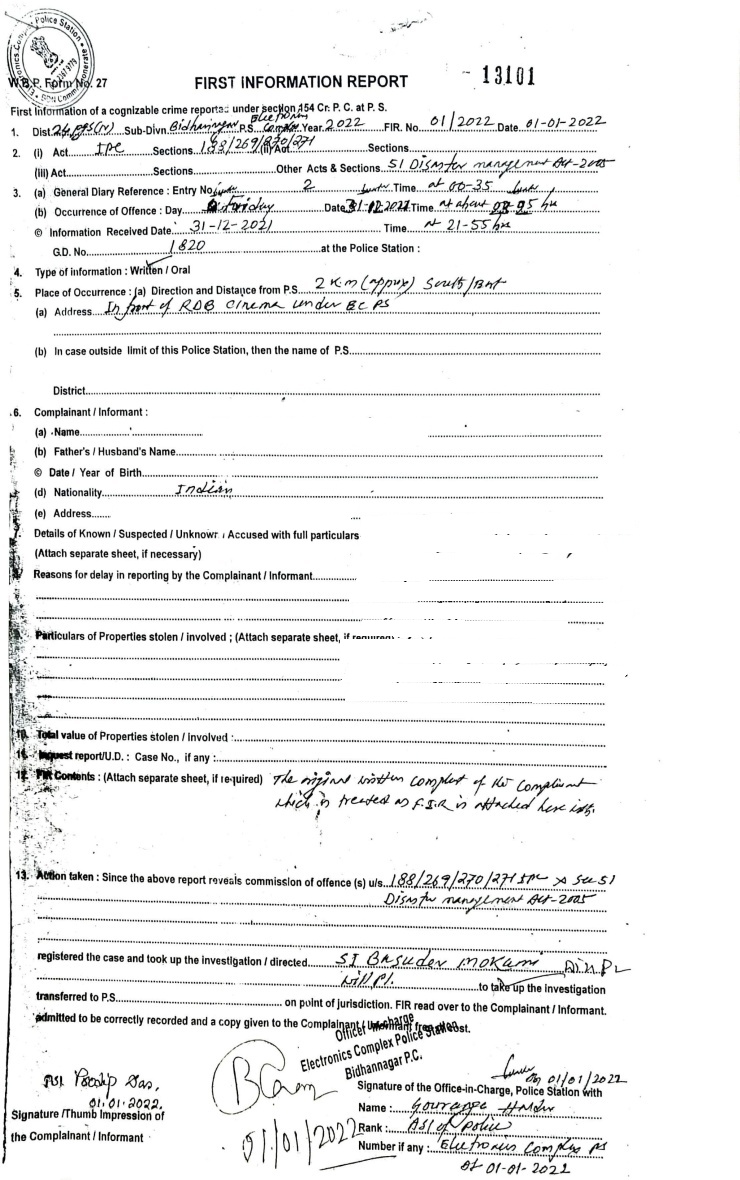 Electronics Complex Police Station
W.B.P. Form No. 27
FIRST INFORMATION REPORT
13101
First Information of a cognizable crime reported under section 154 Cr. P. C. at P. S.
1. Dist. 24 pgs(N) Sub-Divn. Bidhannagar P.S. Electronics Complex Year 2022 FIR. No. 01/2022 Date 01-01-2022
2. (i) Act IPC Sections 188/269/270/271 (ii) Act Sections
(iii) Act Sections Other Acts & Sections 51 Disaster management Act-2005
3. (a) General Diary Reference : Entry No. 2 Time at 00-35
(b) Occurrence of Offence : Day Friday Date 31-12-2021 Time at about
© Information Received Date 31-12-2021 Time at 21-55 hrs
G.D. No. 1820 at the Police Station :
4. Type of information : Written / Oral
5. Place of Occurrence : (a) Direction and Distance from P.S. 2 K.m (approx) South/
(a) Address In front of RDB Cinema under EC PS
(b) In case outside limit of this Police Station, then the name of P.S
District
6. Complainant / Informant :
(a) Name
(b) Father's / Husband's Name
© Date / Year of Birth
(d) Nationality Indian
(e) Address
7. Details of Known / Suspected / Unknown / Accused with full particulars
(Attach separate sheet, if necessary)
Reasons for delay in reporting by the Complainant / Informant
Particulars of Properties stolen / involved ; (Attach separate sheet, if required
10. Total value of Properties stolen / involved :
11. Inquest report/U.D. : Case No., if any :
12. FIR Contents : (Attach separate sheet, if required) The original written complaint of the Complainant
which is treated as F.I.R is attached here with.
13. Action taken : Since the above report reveals commission of offence (s) u/s. 188/269/270/271 IPC 51
Disaster management Act-2005
registered the case and took up the investigation / directed SI Basudev Mokami
will pl. to take up the investigation
transferred to P.S. on point of jurisdiction. FIR read over to the Complainant / Informant.
admitted to be correctly recorded and a copy given to the Complainant / Informant free of cost.
Officer Incharge
Electronics Complex Police Station
Bidhannagar P.C.
01/01/2022
Signature of the Office-in-Charge, Police Station with
ASI Das.
01.01.2022.
Signature /Thumb Impression of
the Complainant / Informant
01/01/2022
Name : Gouranga
Rank : ASI of Police
Number if any : Electronics Complex PS
01-01-2022